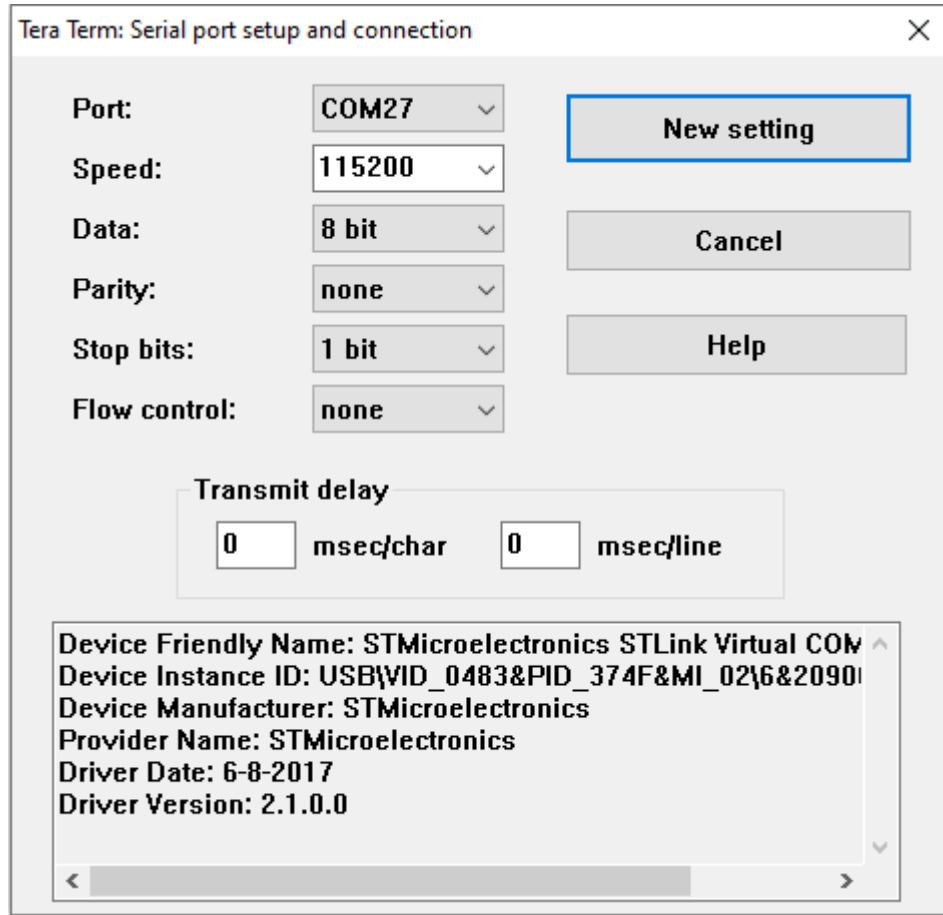 Tera Term: Serial port setup and connection
Port: COM27 New setting
Speed: 115200
Data: 8 bit Cancel
Parity: none
Stop bits: 1 bit Help
Flow control: none
Transmit delay
0 msec/char 0 msec/line
Device Friendly Name: STMicroelectronics STLink Virtual COM
Device Instance ID: USB\VID_0483&PID_374F&MI_02\6&2090
Device Manufacturer: STMicroelectronics
Provider Name: STMicroelectronics
Driver Date: 6-8-2017
Driver Version: 2.1.0.0